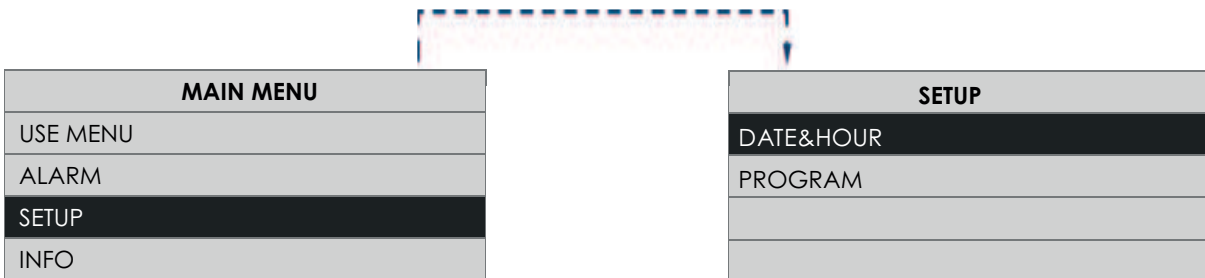 MAIN MENU
USE MENU
ALARM
SETUP
INFO
SETUP
DATE&HOUR
PROGRAM